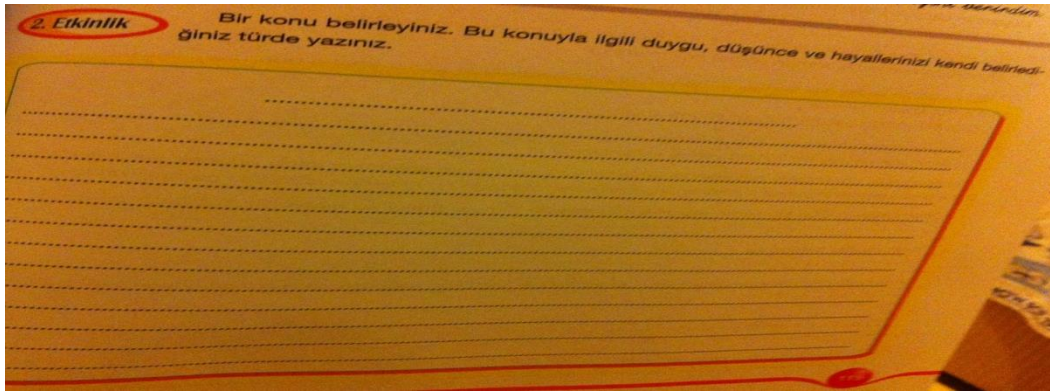 2. Etkinlik
Bir konu belirleyiniz. Bu konuyla ilgili duygu, düşünce ve hayallerinizi kendi belirledi-
ğiniz türde yazınız.